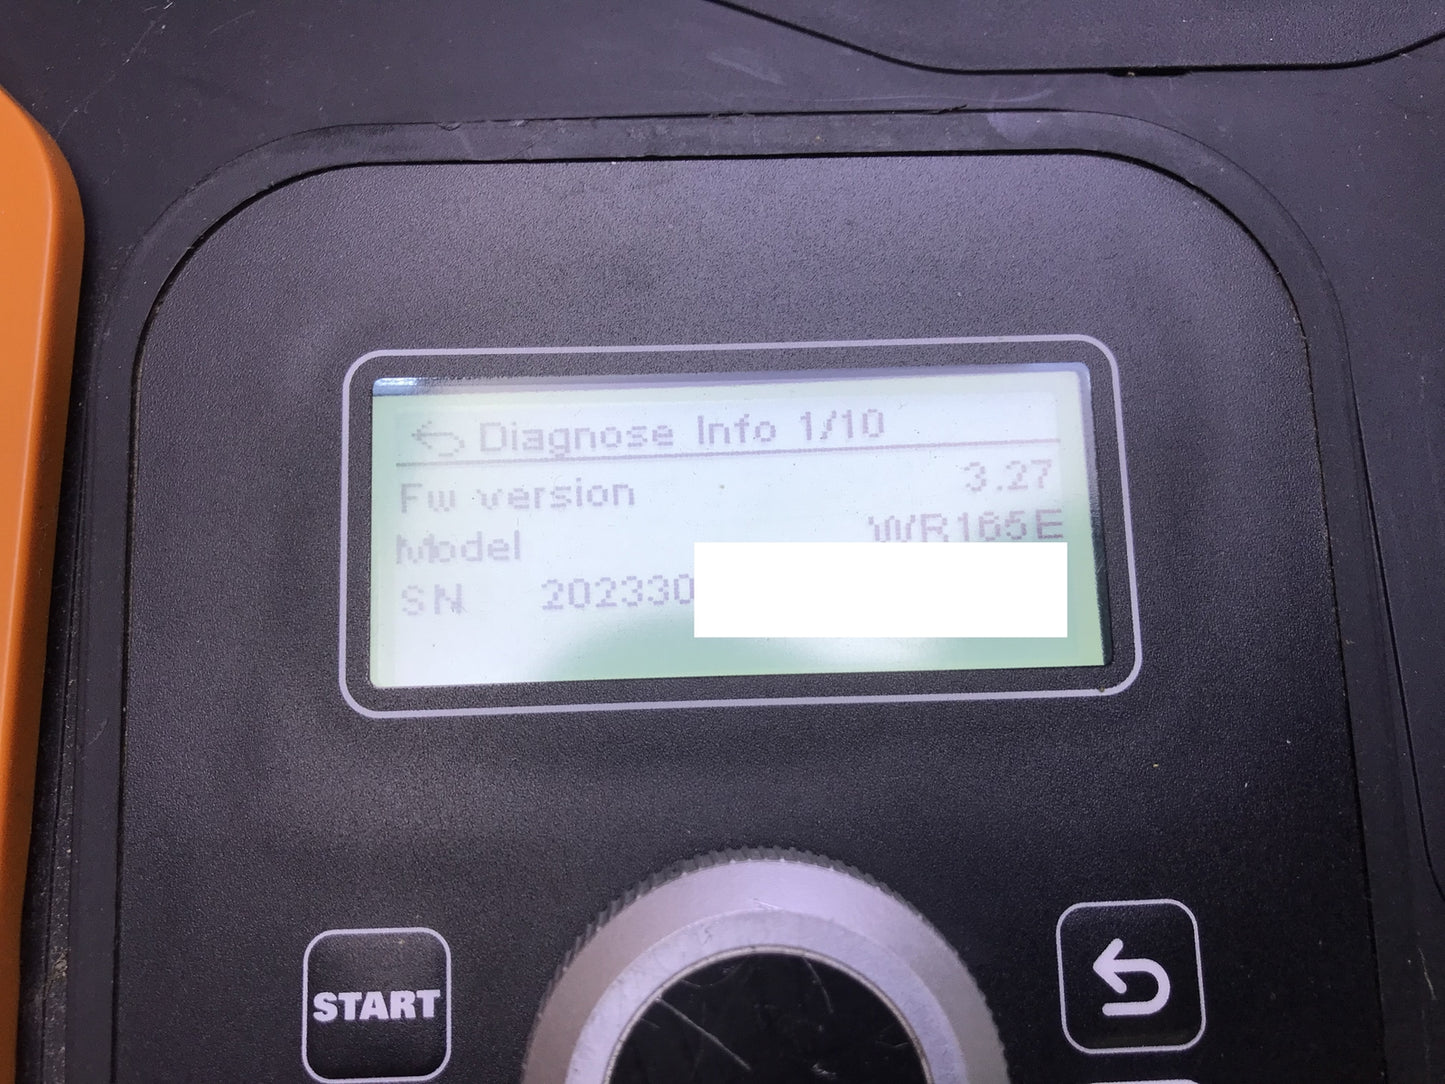 Diagnose Info 1/10
Fw version 3.27
Model WR165E
SN 202330
START